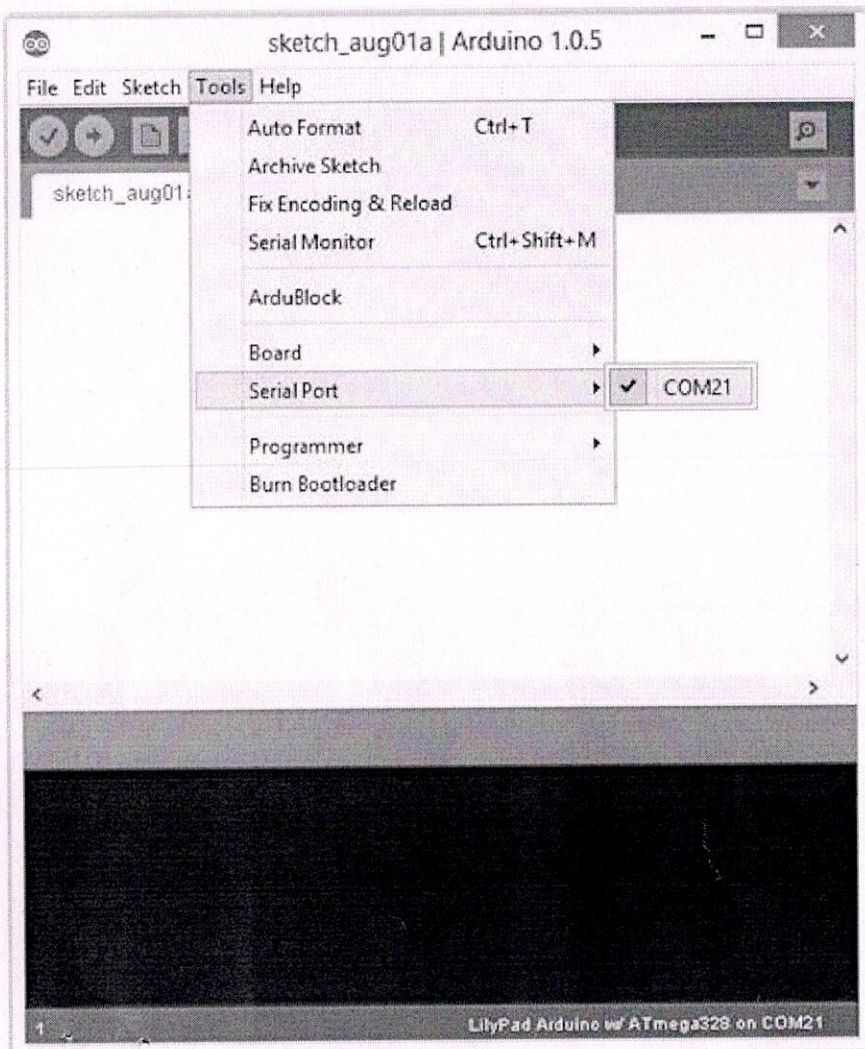 sketch_aug01a | Arduino 1.0.5
File Edit Sketch Tools Help
Auto Format Ctrl+T
Archive Sketch
sketch_aug01a
Fix Encoding & Reload
Serial Monitor Ctrl+Shift+M
ArduBlock
Board
Serial Port
COM21
Programmer
Burn Bootloader
1
LilyPad Arduino w/ ATmega328 on COM21